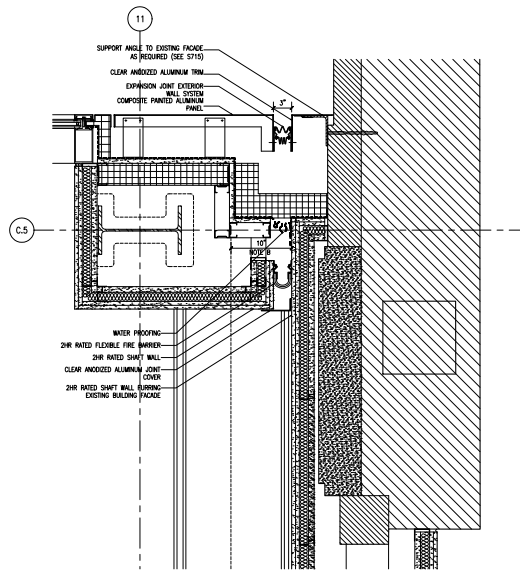 11
SUPPORT ANGLE TO EXISTING FACADE
AS REQUIRED (SEE S715)
CLEAR ANODIZED ALUMINUM TRIM
EXPANSION JOINT EXTERIOR
WALL SYSTEM
COMPOSITE PAINTED ALUMINUM
PANEL
3"
C.5
10"
NOTE B
WATER PROOFING
2HR RATED FLEXIBLE FIRE BARRIER
2HR RATED SHAFT WALL
CLEAR ANODIZED ALUMINUM JOINT
COVER
2HR RATED SHAFT WALL FURRING
EXISTING BUILDING FACADE